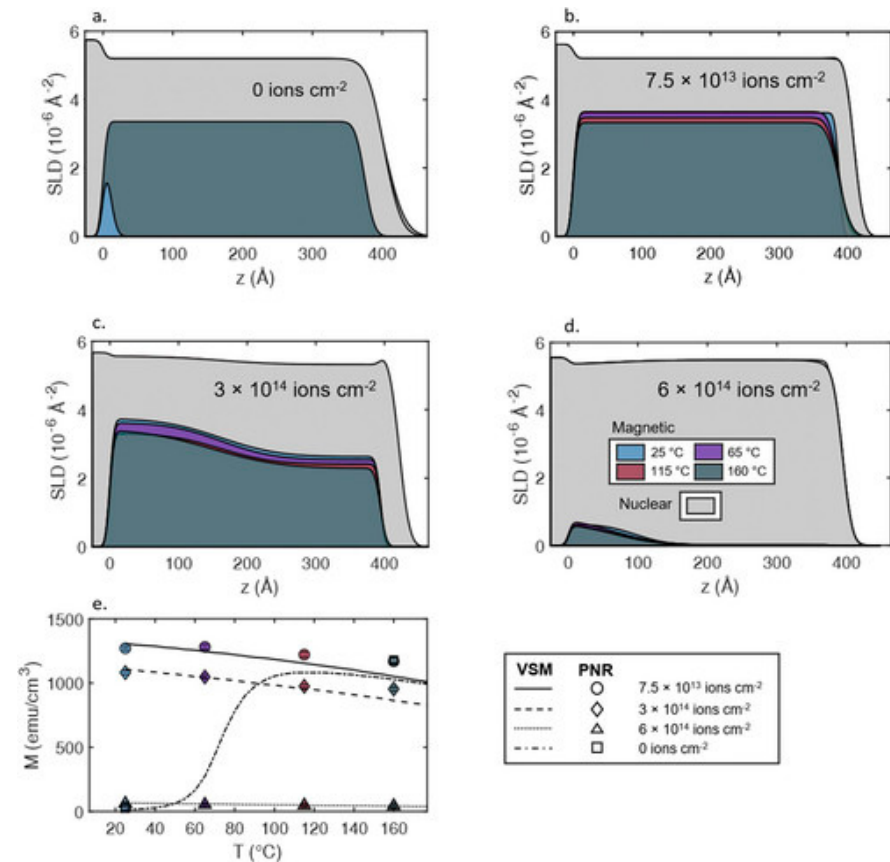 a.
6
4
2
0
SLD (10⁻⁶ Å⁻²)
0 ions cm⁻²
0 100 200 300 400
z (Å)
b.
6
4
2
0
SLD (10⁻⁶ Å⁻²)
7.5 × 10¹³ ions cm⁻²
0 100 200 300 400
z (Å)
c.
6
4
2
0
SLD (10⁻⁶ Å⁻²)
3 × 10¹⁴ ions cm⁻²
0 100 200 300 400
z (Å)
d.
6
4
2
0
SLD (10⁻⁶ Å⁻²)
6 × 10¹⁴ ions cm⁻²
Magnetic
25 °C 65 °C
115 °C 160 °C
Nuclear
0 100 200 300 400
z (Å)
e.
1500
1000
500
0
M (emu/cm³)
20 40 60 80 100 120 140 160
T (°C)
VSM PNR
7.5 × 10¹³ ions cm⁻²
3 × 10¹⁴ ions cm⁻²
6 × 10¹⁴ ions cm⁻²
0 ions cm⁻²